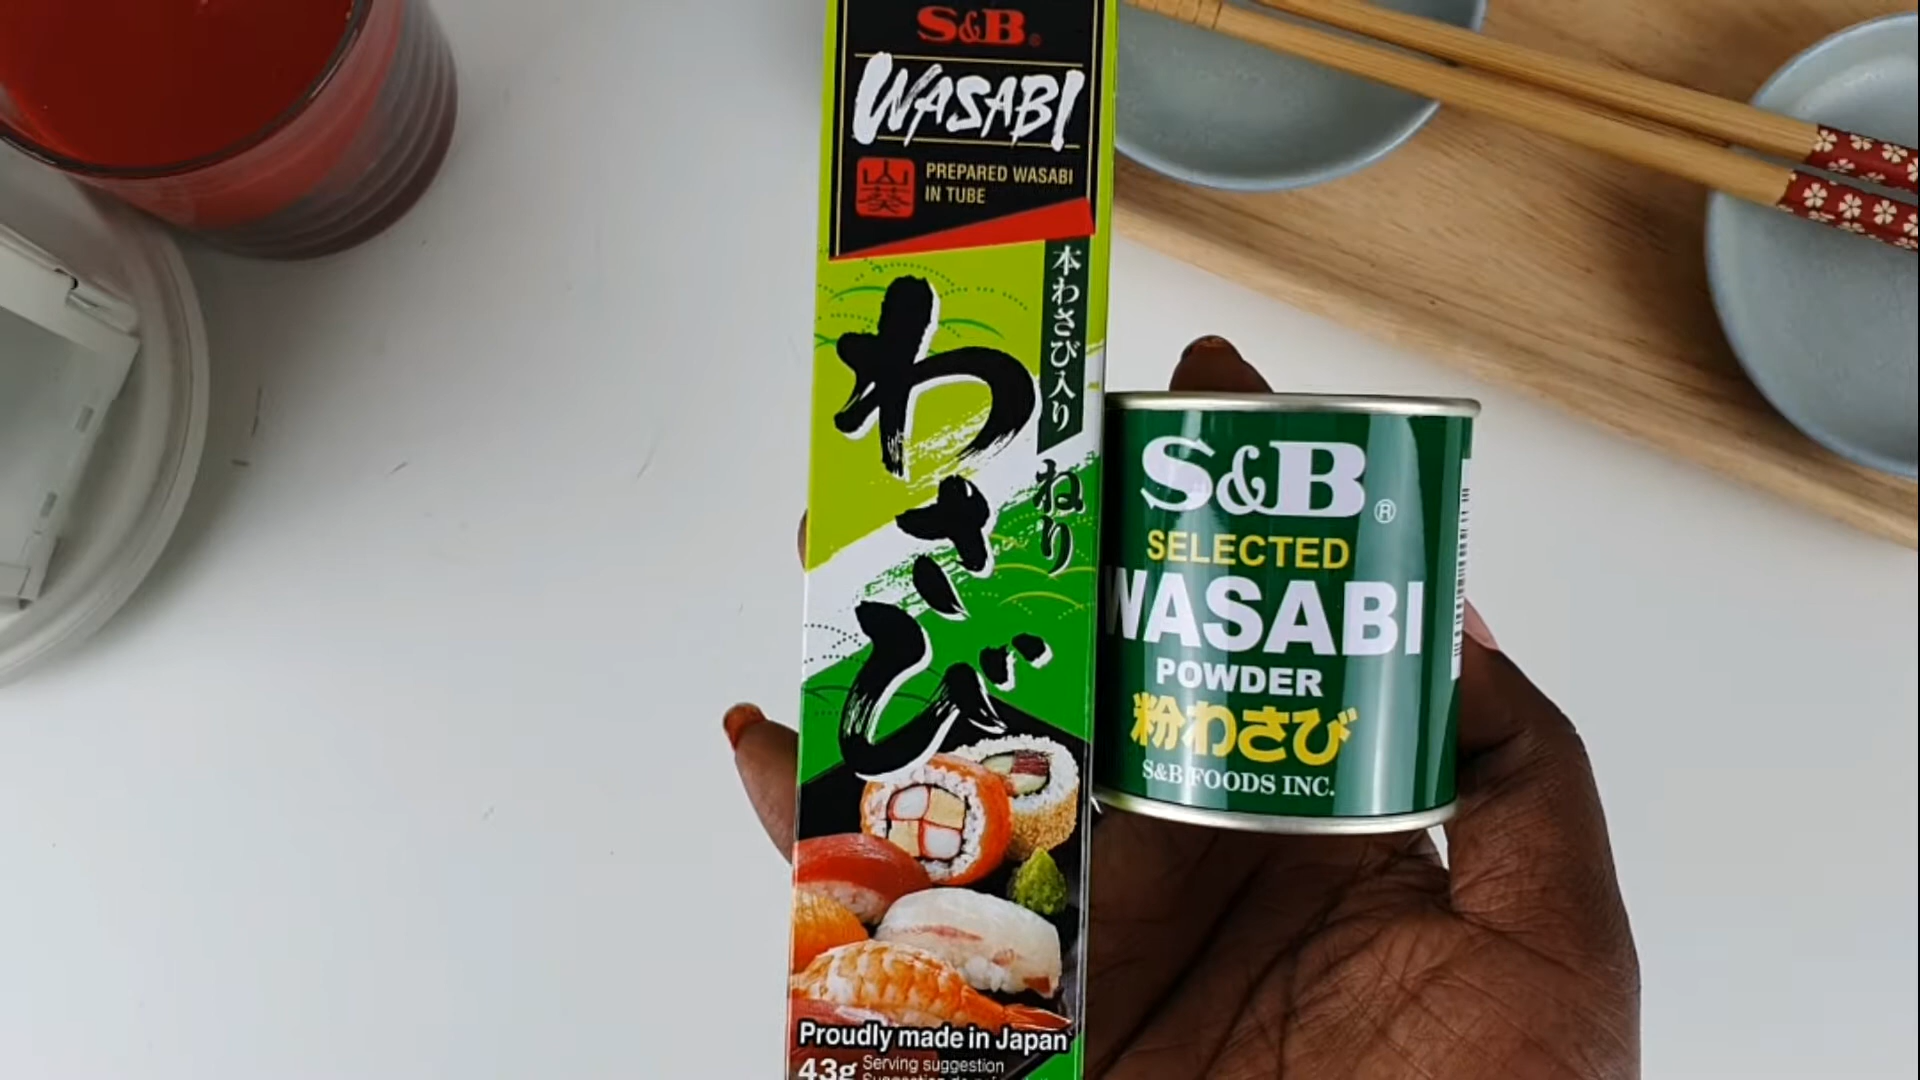 S&B®
WASABI
山葵
PREPARED WASABI
IN TUBE
本わさび入り
ねり
わさび
Proudly made in Japan
43g
Serving suggestion
S&B®
SELECTED
WASABI
POWDER
粉わさび
S&B FOODS INC.